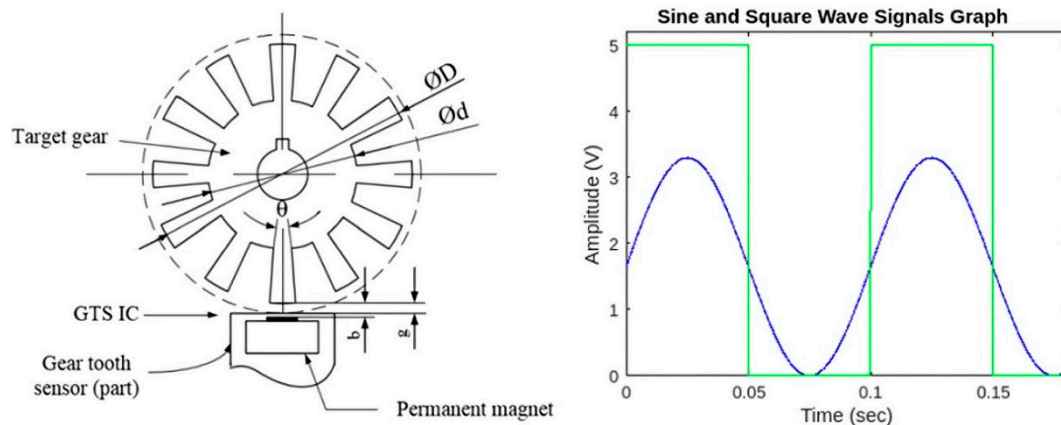 ØD
Ød
Target gear
θ
GTS IC
b
g
Gear tooth
sensor (part)
Permanent magnet
Sine and Square Wave Signals Graph
5
4
3
2
1
0
Amplitude (V)
0
0.05
0.1
0.15
Time (sec)